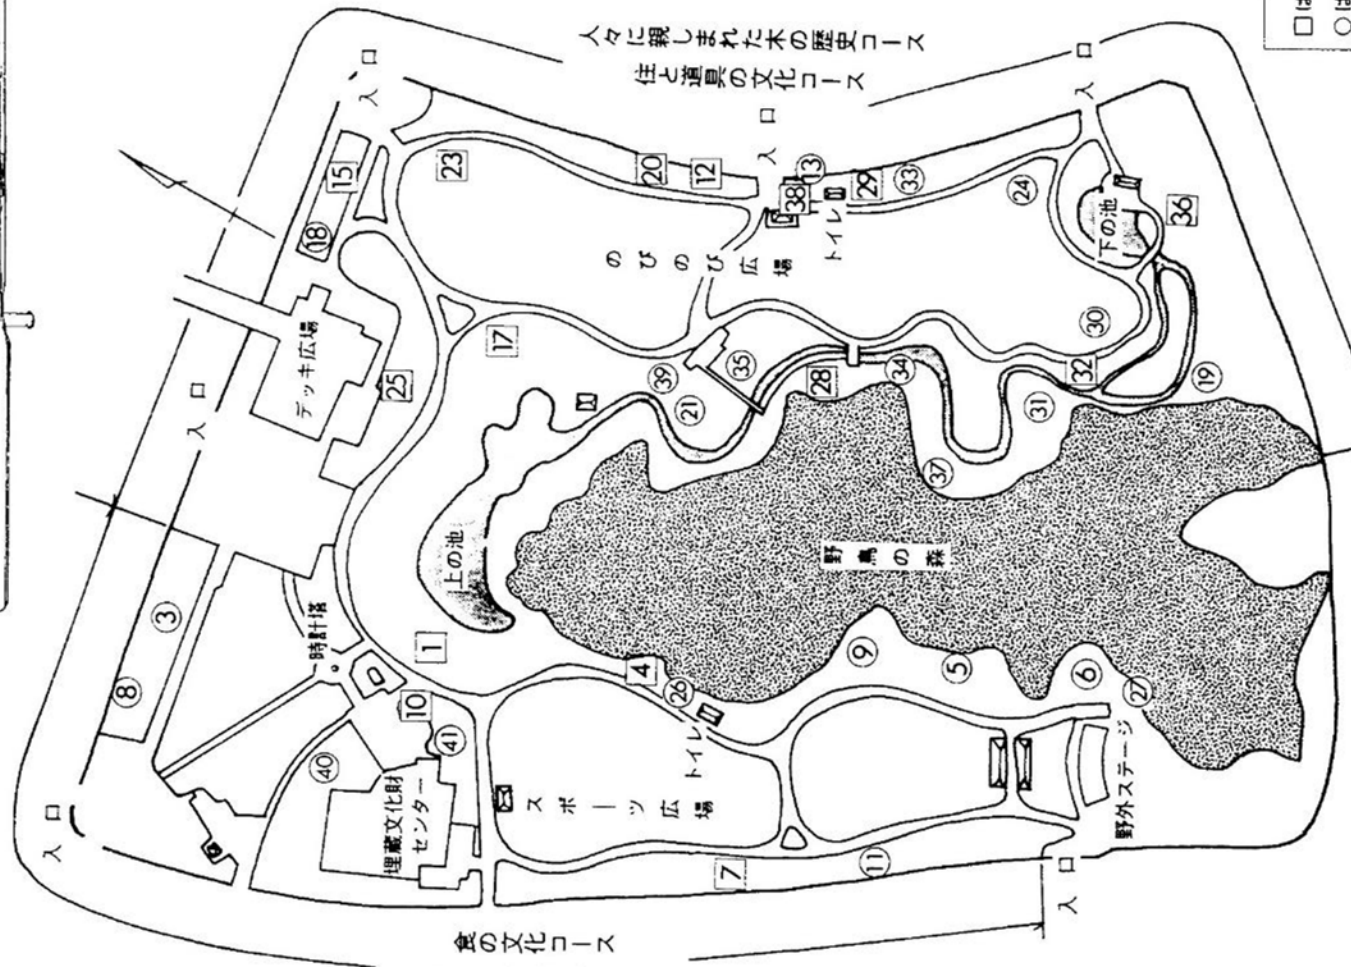 □は
○は
人々に親しまれた木の歴史コース
住と道具の文化コース
入口
入口
入口
入口
入口
入口
15
18
23
20
12
38
13
29
33
24
36
トイレ
下の池
のびのび広場
デッキ広場
25
17
39
21
35
28
34
30
32
31
19
37
3
8
時計塔
上の池
1
野鳥の森
4
26
9
5
6
27
10
41
40
埋蔵文化財
センター
トイレ
スポーツ広場
野外ステージ
7
11
食の文化コース